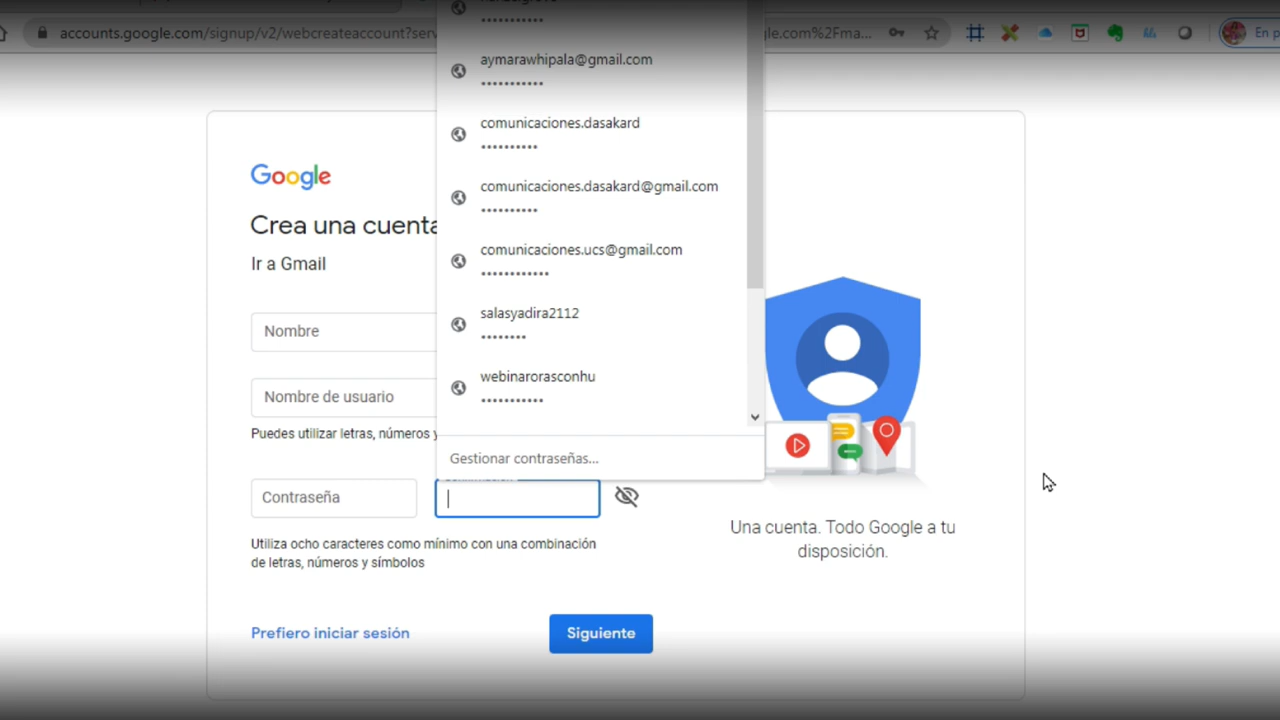 accounts.google.com/signup/v2/webcreateaccount?serv
gle.com%2Fma...
En p
aymarawhipala@gmail.com
•••••••••••
comunicaciones.dasakard
••••••••••
comunicaciones.dasakard@gmail.com
••••••••••
comunicaciones.ucs@gmail.com
••••••••••••
salasyadira2112
••••••••
webinarorasconhu
•••••••••••
Gestionar contraseñas...
Google
Crea una cuenta
Ir a Gmail
Nombre
Nombre de usuario
Puedes utilizar letras, números y
Contraseña
Utiliza ocho caracteres como mínimo con una combinación
de letras, números y símbolos
Prefiero iniciar sesión
Siguiente
Una cuenta. Todo Google a tu
disposición.